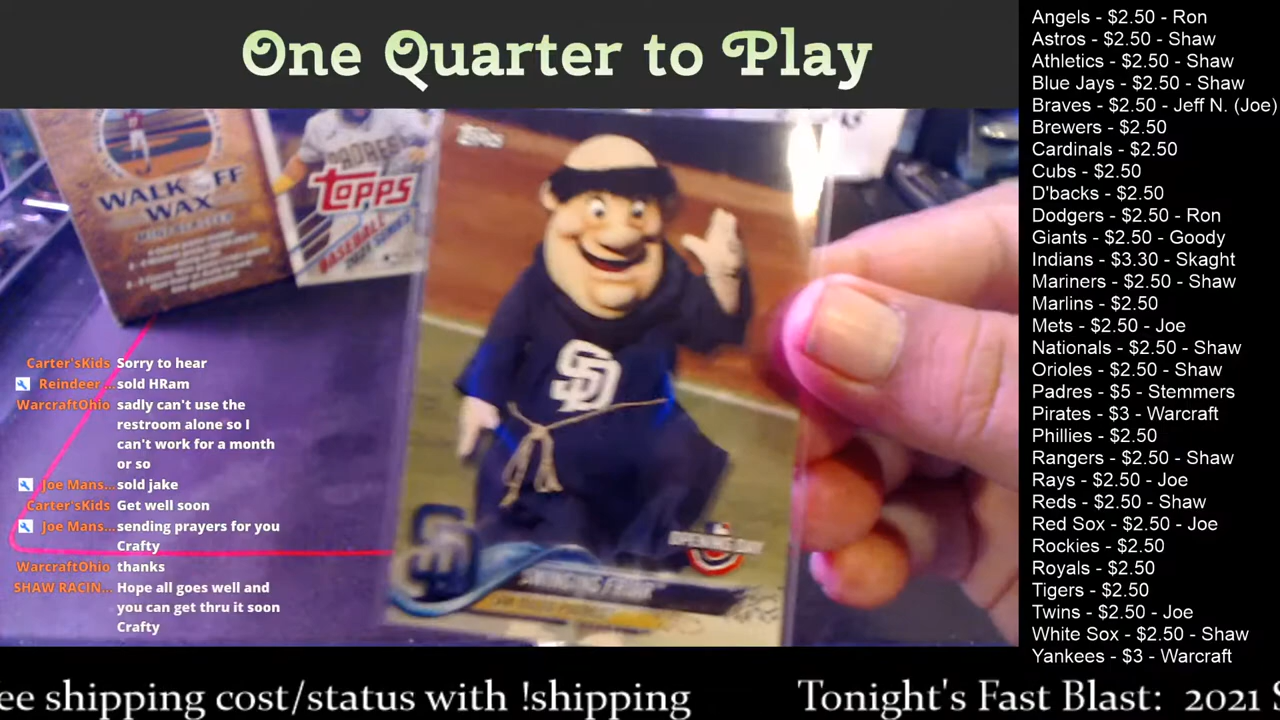 One Quarter to Play
WALK OFF
WAX
PADRES
TOPPS
BASEBALL
Topps
SD
OPENING DAY
SWINGING FRIAR
Carter'sKids Sorry to hear
Reindeer ... sold HRam
WarcraftOhio sadly can't use the
restroom alone so I
can't work for a month
or so
Joe Mans... sold jake
Carter'sKids Get well soon
Joe Mans... sending prayers for you
Crafty
WarcraftOhio thanks
SHAW RACIN... Hope all goes well and
you can get thru it soon
Crafty
Angels - $2.50 - Ron
Astros - $2.50 - Shaw
Athletics - $2.50 - Shaw
Blue Jays - $2.50 - Shaw
Braves - $2.50 - Jeff N. (Joe)
Brewers - $2.50
Cardinals - $2.50
Cubs - $2.50
D'backs - $2.50
Dodgers - $2.50 - Ron
Giants - $2.50 - Goody
Indians - $3.30 - Skaght
Mariners - $2.50 - Shaw
Marlins - $2.50
Mets - $2.50 - Joe
Nationals - $2.50 - Shaw
Orioles - $2.50 - Shaw
Padres - $5 - Stemmers
Pirates - $3 - Warcraft
Phillies - $2.50
Rangers - $2.50 - Shaw
Rays - $2.50 - Joe
Reds - $2.50 - Shaw
Red Sox - $2.50 - Joe
Rockies - $2.50
Royals - $2.50
Tigers - $2.50
Twins - $2.50 - Joe
White Sox - $2.50 - Shaw
Yankees - $3 - Warcraft
ee shipping cost/status with !shipping
Tonight's Fast Blast: 2021 S